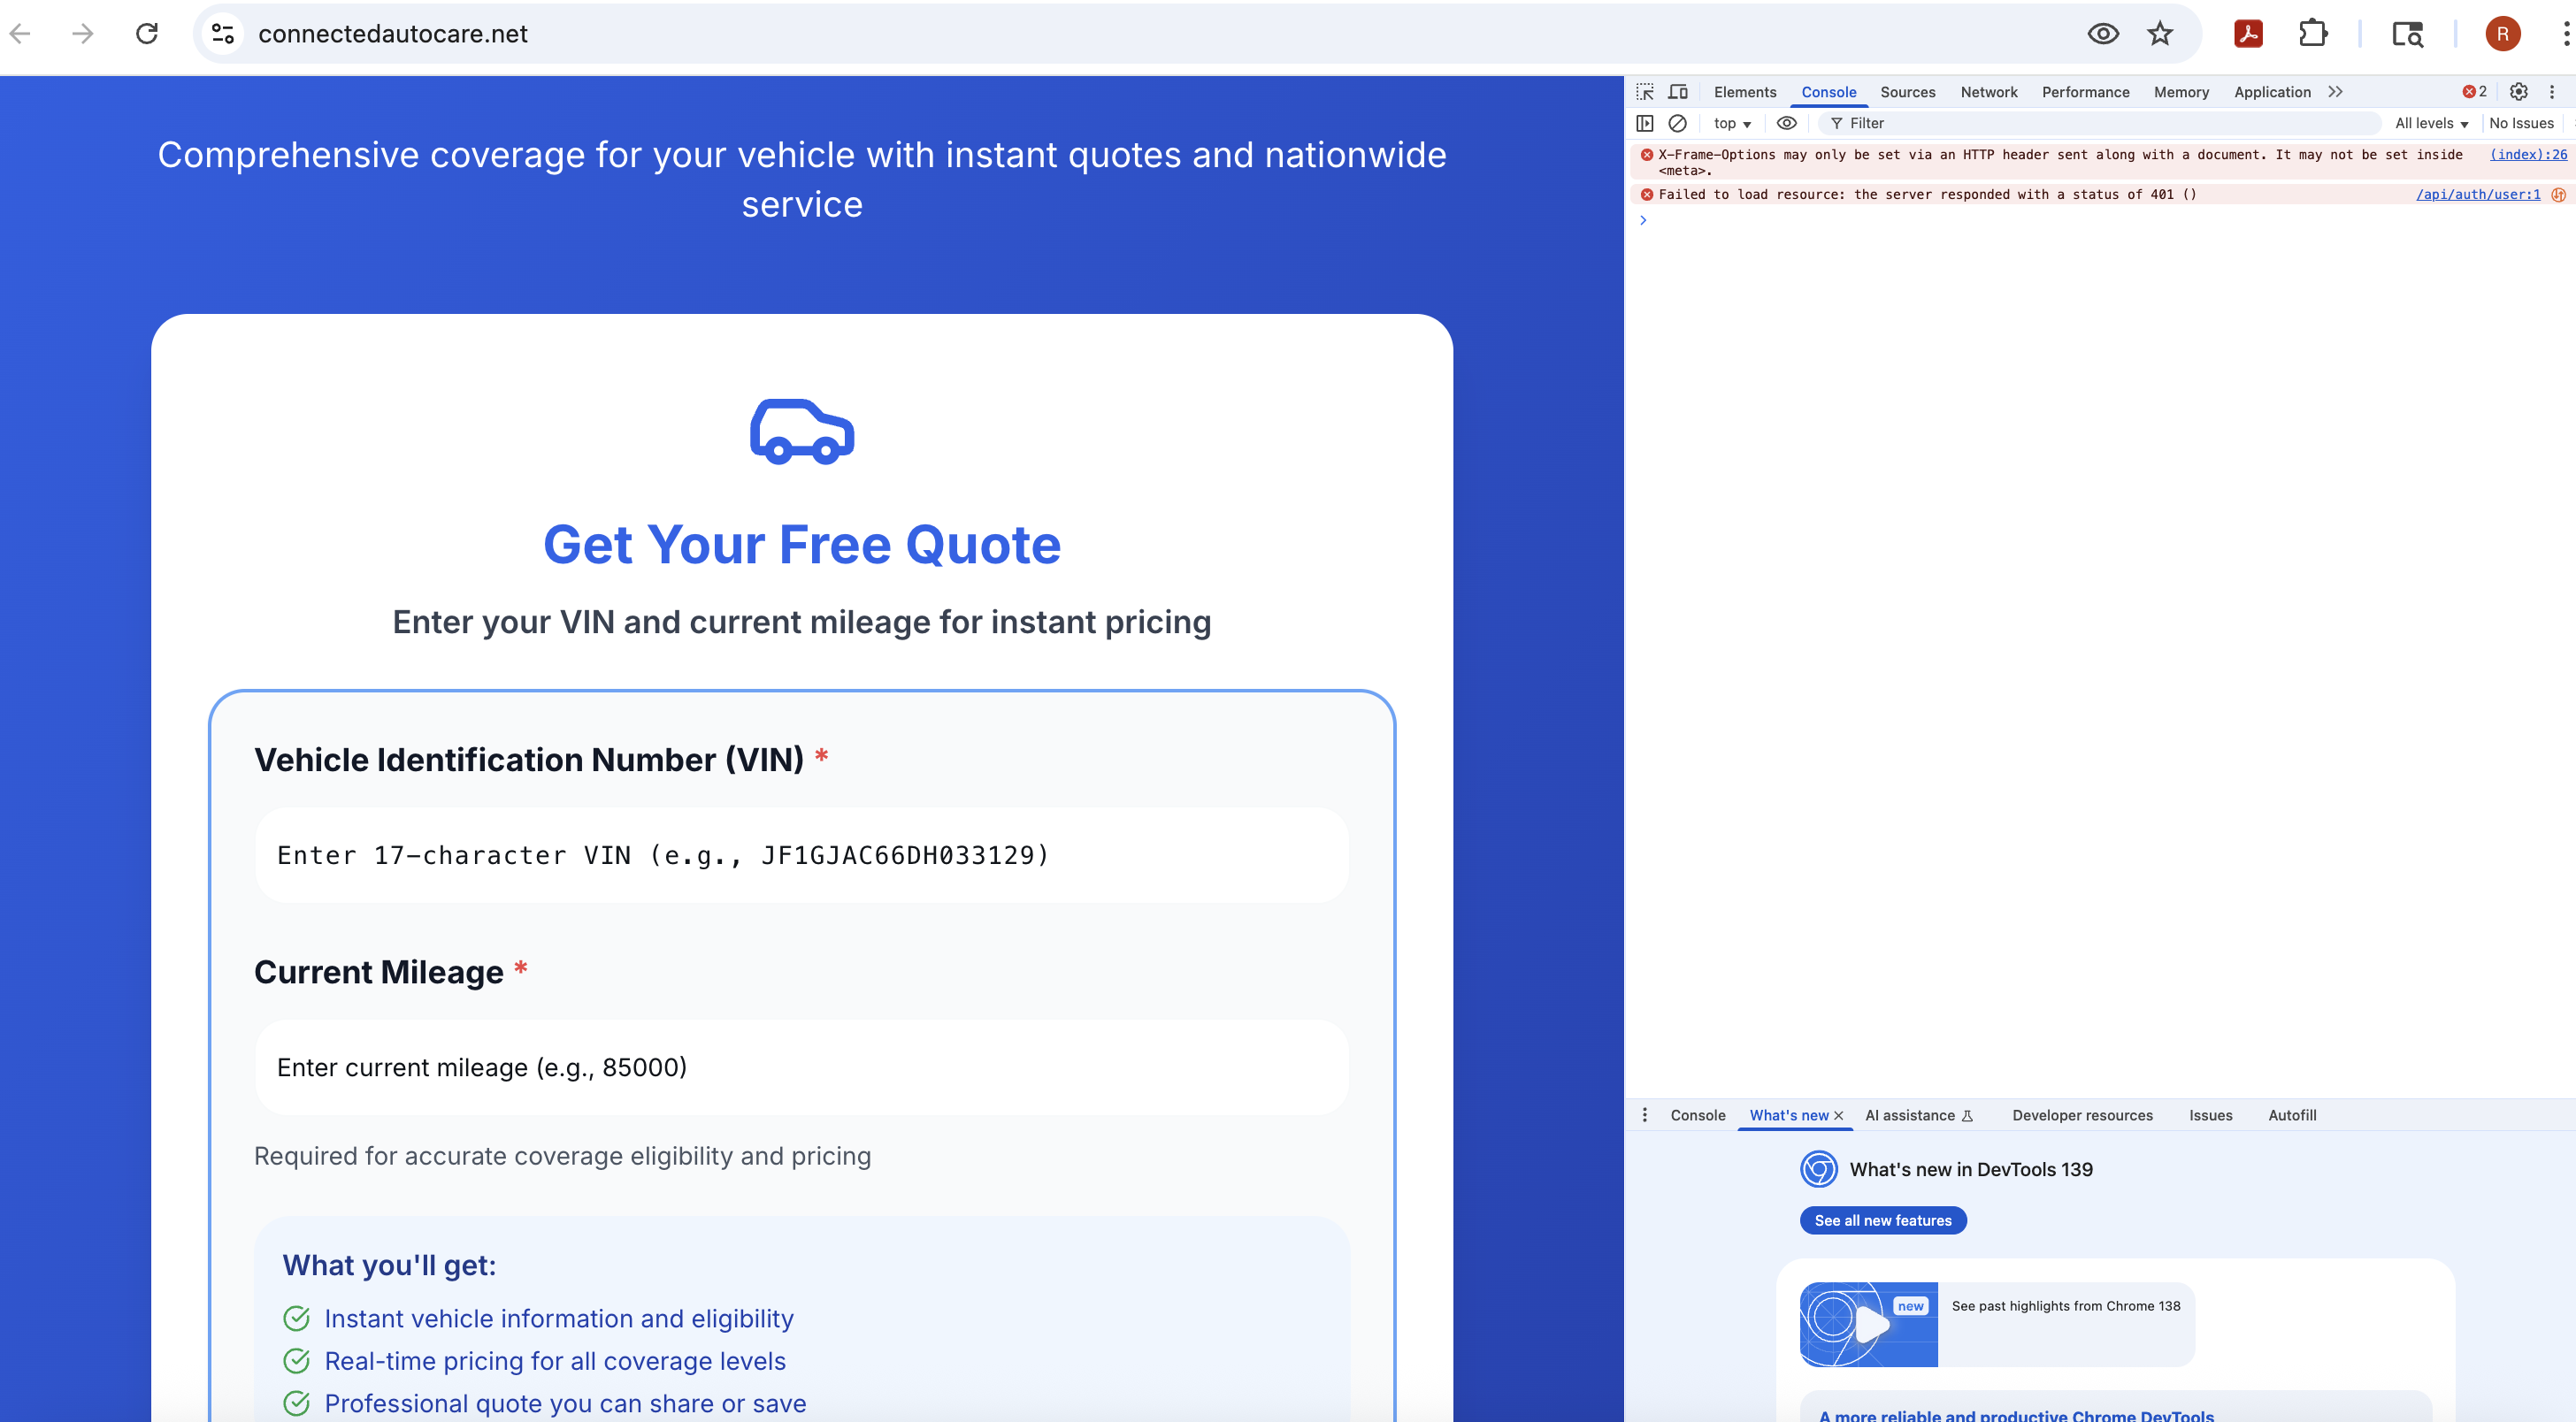 connectedautocare.net
R
Comprehensive coverage for your vehicle with instant quotes and nationwide
service
Get Your Free Quote
Enter your VIN and current mileage for instant pricing
Vehicle Identification Number (VIN) *
Enter 17-character VIN (e.g., JF1GJAC66DH033129)
Current Mileage *
Enter current mileage (e.g., 85000)
Required for accurate coverage eligibility and pricing
What you'll get:
Instant vehicle information and eligibility
Real-time pricing for all coverage levels
Professional quote you can share or save
Elements Console Sources Network Performance Memory Application 2
top Filter All levels No Issues
X-Frame-Options may only be set via an HTTP header sent along with a document. It may not be set inside (index):26
<meta>.
Failed to load resource: the server responded with a status of 401 () /api/auth/user:1
Console What's new AI assistance Developer resources Issues Autofill
What's new in DevTools 139
See all new features
new
See past highlights from Chrome 138
A more reliable and productive Chrome DevTools